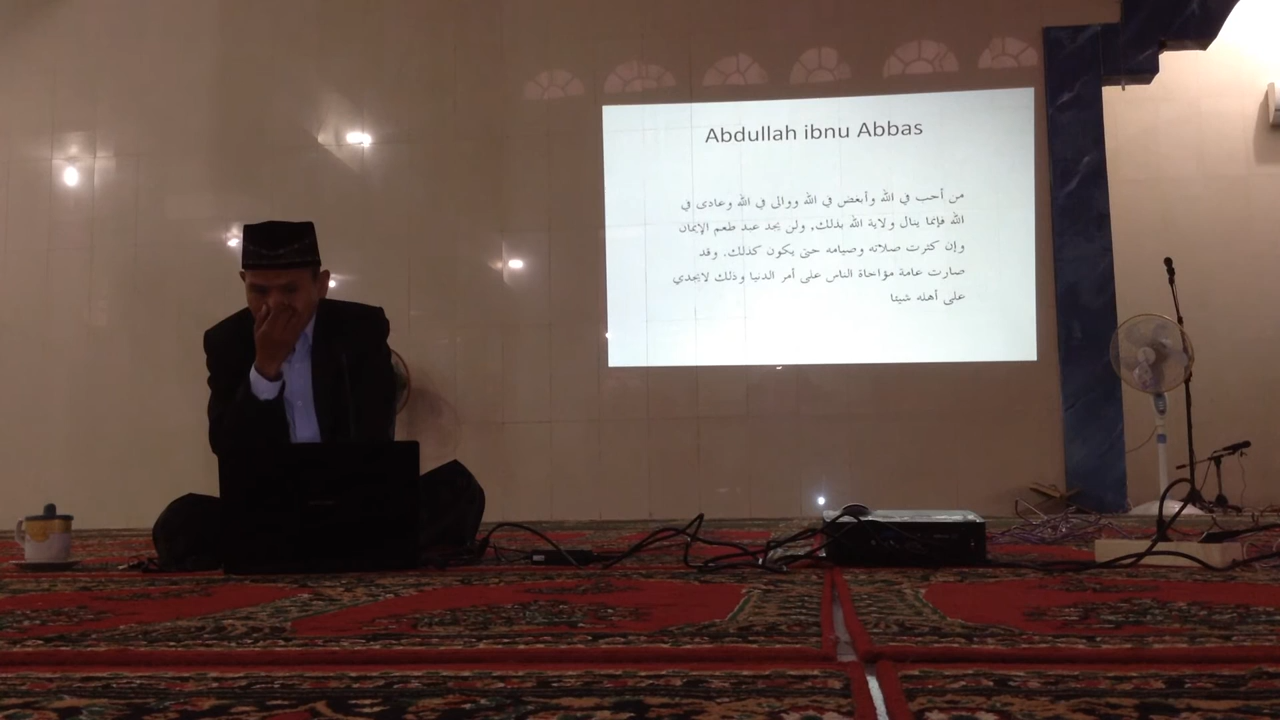 Abdullah ibnu Abbas
من أحب في الله وأبغض في الله ووالى في الله وعادى في
الله فإنما ينال ولاية الله بذلك. ولن يجد عبد طعم الإيمان
وإن كثرت صلاته وصيامه حتى يكون كذلك. وقد
صارت عامة مؤاخاة الناس على أمر الدنيا وذلك لايجدي
على أهله شيئا